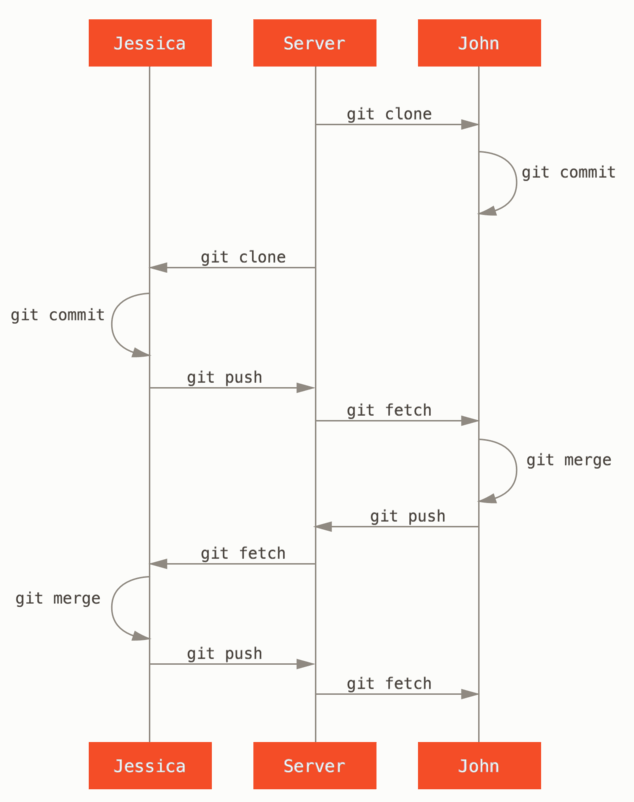 Jessica Server John
git clone
git commit
git clone
git commit
git push
git fetch
git merge
git push
git fetch
git merge
git push
git fetch
Jessica Server John